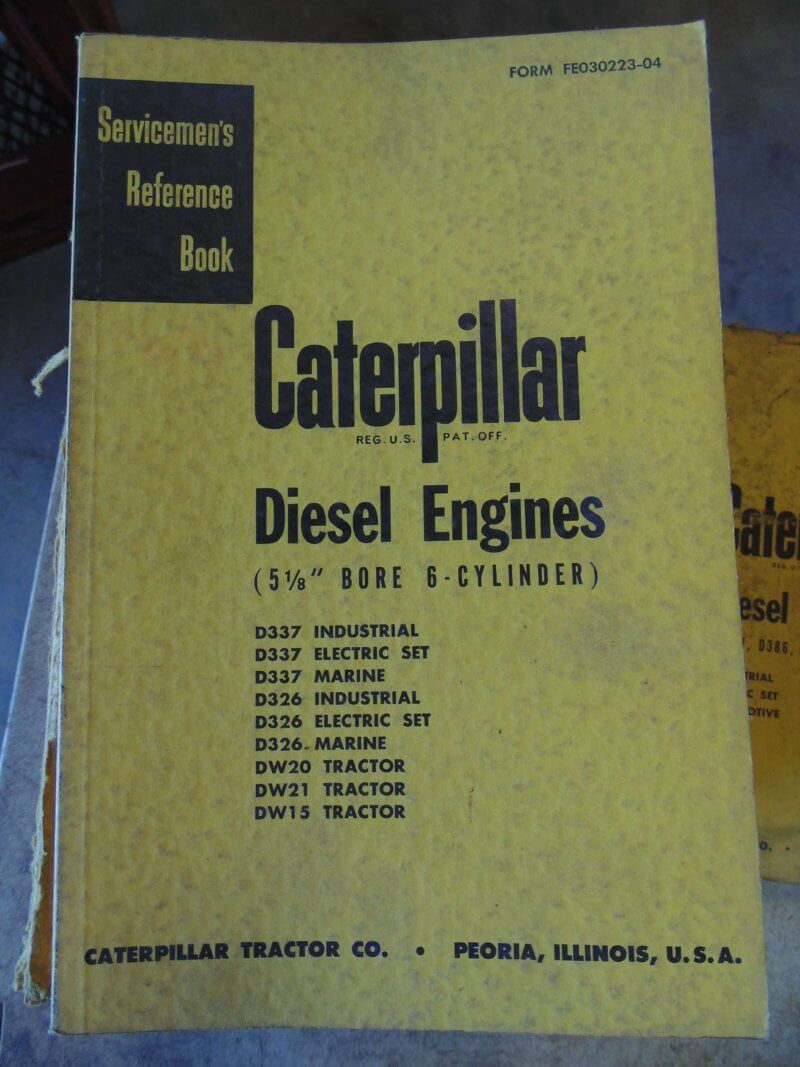 FORM FE030223-04
Servicemen's
Reference
Book
Caterpillar
REG. U.S. PAT. OFF.
Diesel Engines
(5⅛" BORE 6-CYLINDER)
D337 INDUSTRIAL
D337 ELECTRIC SET
D337 MARINE
D326 INDUSTRIAL
D326 ELECTRIC SET
D326 MARINE
DW20 TRACTOR
DW21 TRACTOR
DW15 TRACTOR
CATERPILLAR TRACTOR CO. • PEORIA, ILLINOIS, U.S.A.
D386,
SET